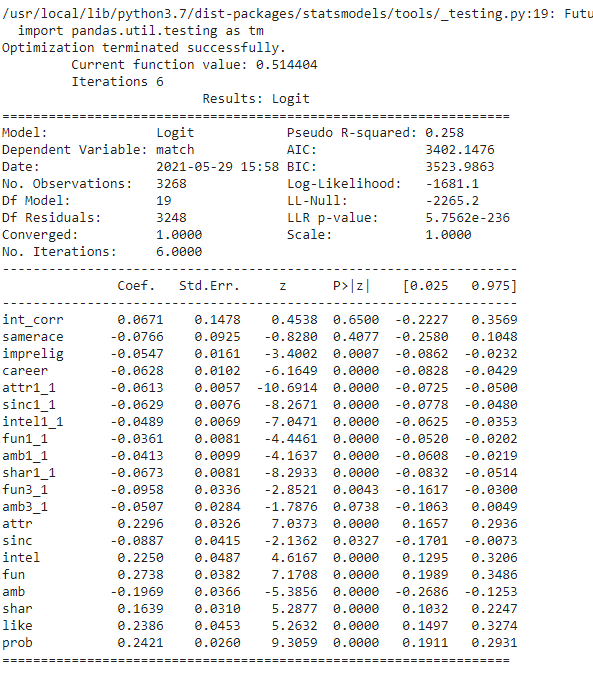 /usr/local/lib/python3.7/dist-packages/statsmodels/tools/_testing.py:19: Futu
  import pandas.util.testing as tm
Optimization terminated successfully.
         Current function value: 0.514404
         Iterations 6
                         Results: Logit
===============================================================
Model:              Logit            Pseudo R-squared: 0.258
Dependent Variable: match            AIC:              3402.1476
Date:               2021-05-29 15:58 BIC:              3523.9863
No. Observations:   3268             Log-Likelihood:   -1681.1
Df Model:           19               LL-Null:          -2265.2
Df Residuals:       3248             LLR p-value:      5.7562e-236
Converged:          1.0000           Scale:            1.0000
No. Iterations:     6.0000
----------------------------------------------------------------
              Coef.   Std.Err.     z      P>|z|    [0.025   0.975]
----------------------------------------------------------------
int_corr      0.0671    0.1478    0.4538  0.6500  -0.2227   0.3569
samerace     -0.0766    0.0925   -0.8280  0.4077  -0.2580   0.1048
imprelig     -0.0547    0.0161   -3.4002  0.0007  -0.0862  -0.0232
career       -0.0628    0.0102   -6.1649  0.0000  -0.0828  -0.0429
attr1_1      -0.0613    0.0057  -10.6914  0.0000  -0.0725  -0.0500
sinc1_1      -0.0629    0.0076   -8.2671  0.0000  -0.0778  -0.0480
intel1_1     -0.0489    0.0069   -7.0471  0.0000  -0.0625  -0.0353
fun1_1       -0.0361    0.0081   -4.4461  0.0000  -0.0520  -0.0202
amb1_1       -0.0413    0.0099   -4.1637  0.0000  -0.0608  -0.0219
shar1_1      -0.0673    0.0081   -8.2933  0.0000  -0.0832  -0.0514
fun3_1       -0.0958    0.0336   -2.8521  0.0043  -0.1617  -0.0300
amb3_1       -0.0507    0.0284   -1.7876  0.0738  -0.1063   0.0049
attr          0.2296    0.0326    7.0373  0.0000   0.1657   0.2936
sinc         -0.0887    0.0415   -2.1362  0.0327  -0.1701  -0.0073
intel         0.2250    0.0487    4.6167  0.0000   0.1295   0.3206
fun           0.2738    0.0382    7.1708  0.0000   0.1989   0.3486
amb          -0.1969    0.0366   -5.3856  0.0000  -0.2686  -0.1253
shar          0.1639    0.0310    5.2877  0.0000   0.1032   0.2247
like          0.2386    0.0453    5.2632  0.0000   0.1497   0.3274
prob          0.2421    0.0260    9.3059  0.0000   0.1911   0.2931
===============================================================